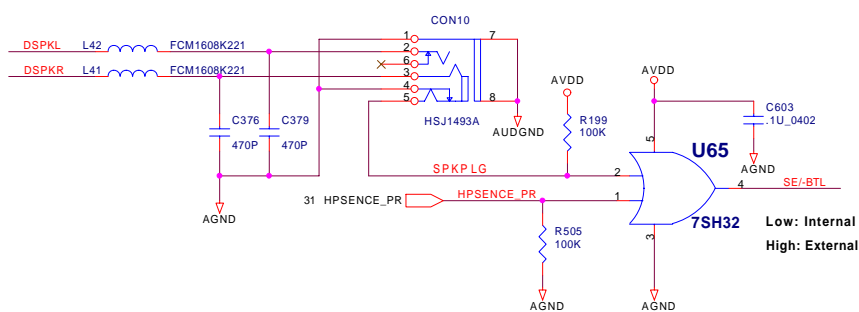 CON10
DSPKL
L42
FCM1608K221
DSPKR
L41
FCM1608K221
1
2
6
3
4
5
7
8
HSJ1493A
AUDGND
C376
470P
C379
470P
AGND
AVDD
R199
100K
AVDD
C603
.1U_0402
AGND
SPKPLG
31 HPSENCE_PR
HPSENCE_PR
R505
100K
AGND
U65
5
2
1
4
3
7SH32
SE/-BTL
AGND
Low: Internal
High: External